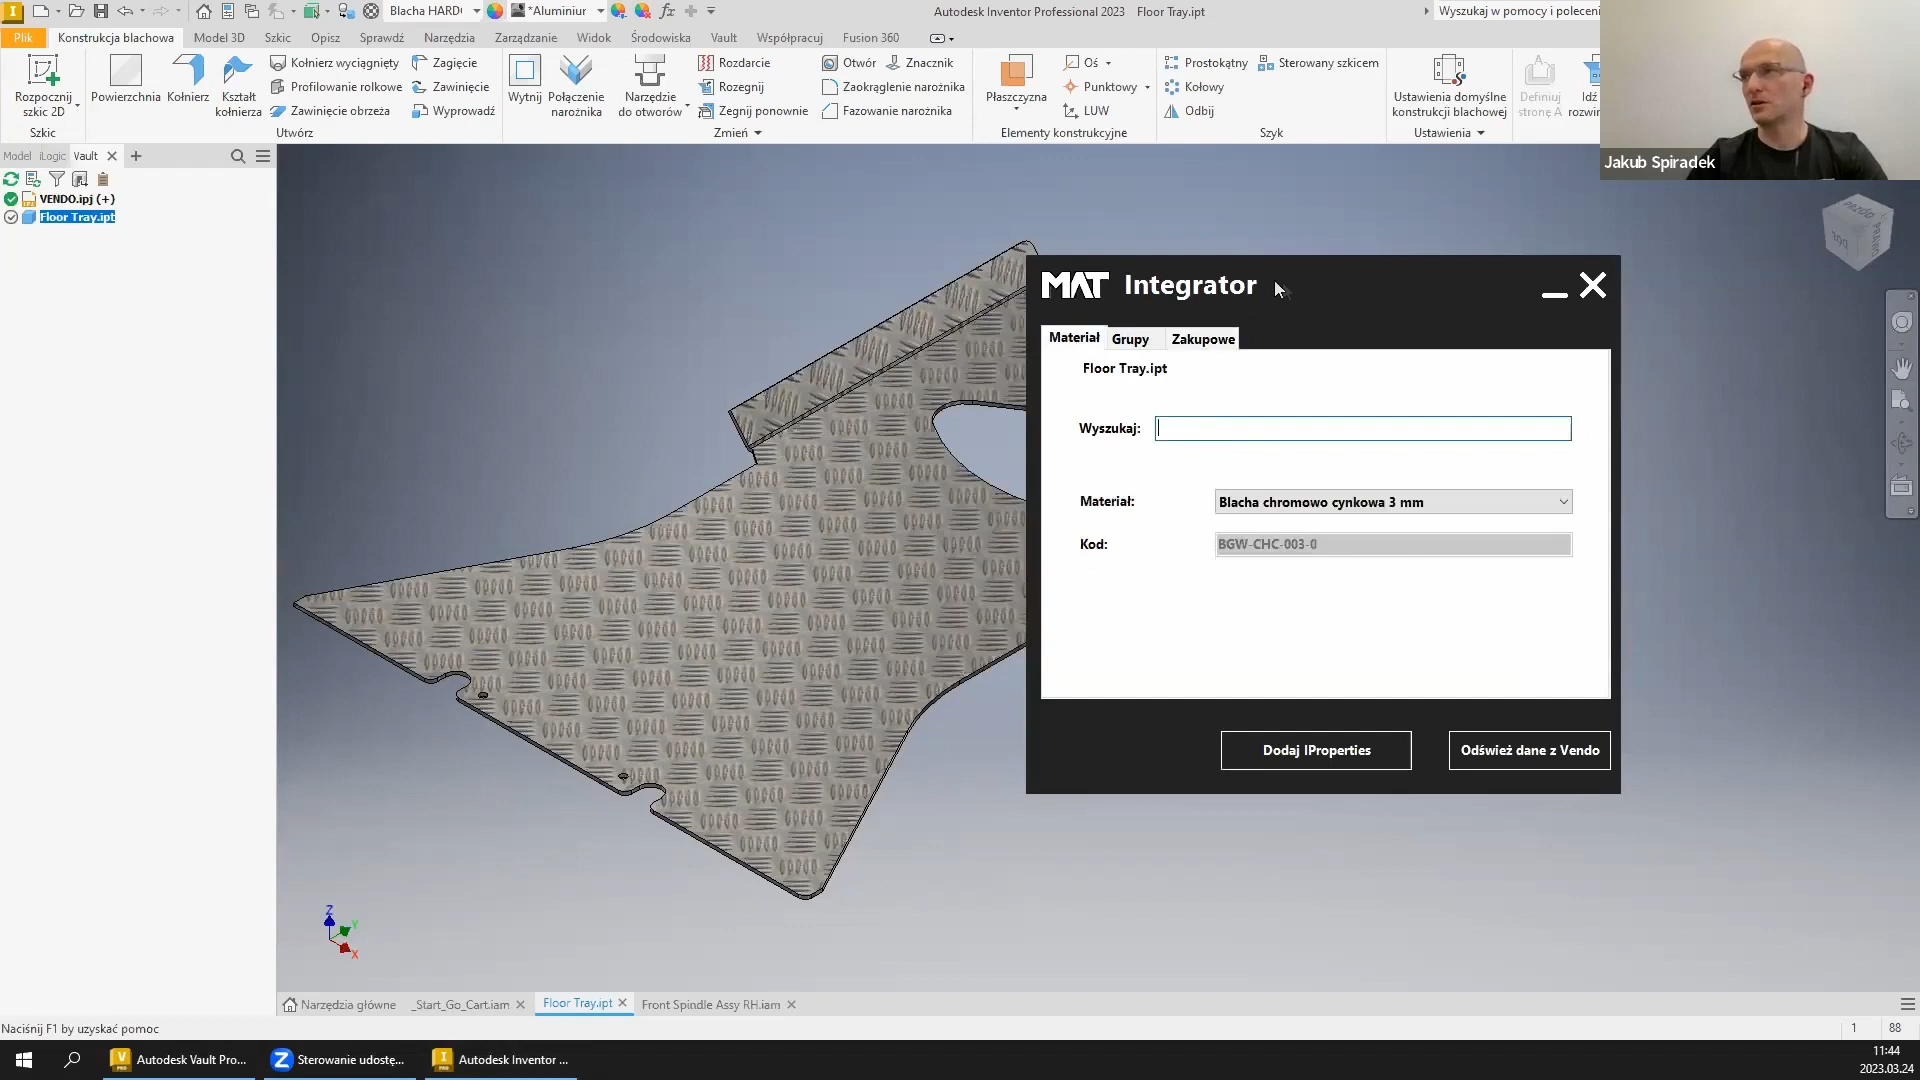 Blacha HARD
*Aluminiur
fx
Autodesk Inventor Professional 2023
Floor Tray.ipt
Wyszukaj w pomocy i poleceni
Plik
Konstrukcja blachowa
Model 3D
Szkic
Opisz
Sprawdź
Narzędzia
Zarządzanie
Widok
Środowiska
Vault
Współpracuj
Fusion 360
Rozpocznij
szkic 2D
Powierzchnia
Kołnierz
Kształt
kołnierza
Kołnierz wyciągnięty
Profilowanie rolkowe
Zawinięcie obrzeża
Zagięcie
Zawinięcie
Wyprowadź
Wytnij
Połączenie
narożnika
Narzędzie
do otworów
Rozdarcie
Rozegnij
Zegnij ponownie
Otwór
Znacznik
Zaokrąglenie narożnika
Fazowanie narożnika
Płaszczyzna
Oś
Punktowy
LUW
Prostokątny
Kołowy
Odbij
Sterowany szkicem
Ustawienia domyślne
konstrukcji blachowej
Definiuj
stronę A
Idź
rozwin
Szkic
Utwórz
Zmień
Elementy konstrukcyjne
Szyk
Ustawienia
Jakub Spiradek
Model
iLogic
Vault
VENDO.ipj (+)
Floor Tray.ipt
MAT Integrator
Materiał
Grupy
Zakupowe
Floor Tray.ipt
Wyszukaj:
Materiał:
Blacha chromowo cynkowa 3 mm
Kod:
BGW-CHC-003-0
Dodaj IProperties
Odśwież dane z Vendo
Z
Y
X
Narzędzia główne
_Start_Go_Cart.iam
Floor Tray.ipt
Front Spindle Assy RH.iam
Naciśnij F1 by uzyskać pomoc
1
88
Autodesk Vault Pro...
Sterowanie udostę...
Autodesk Inventor ...
11:44
2023.03.24